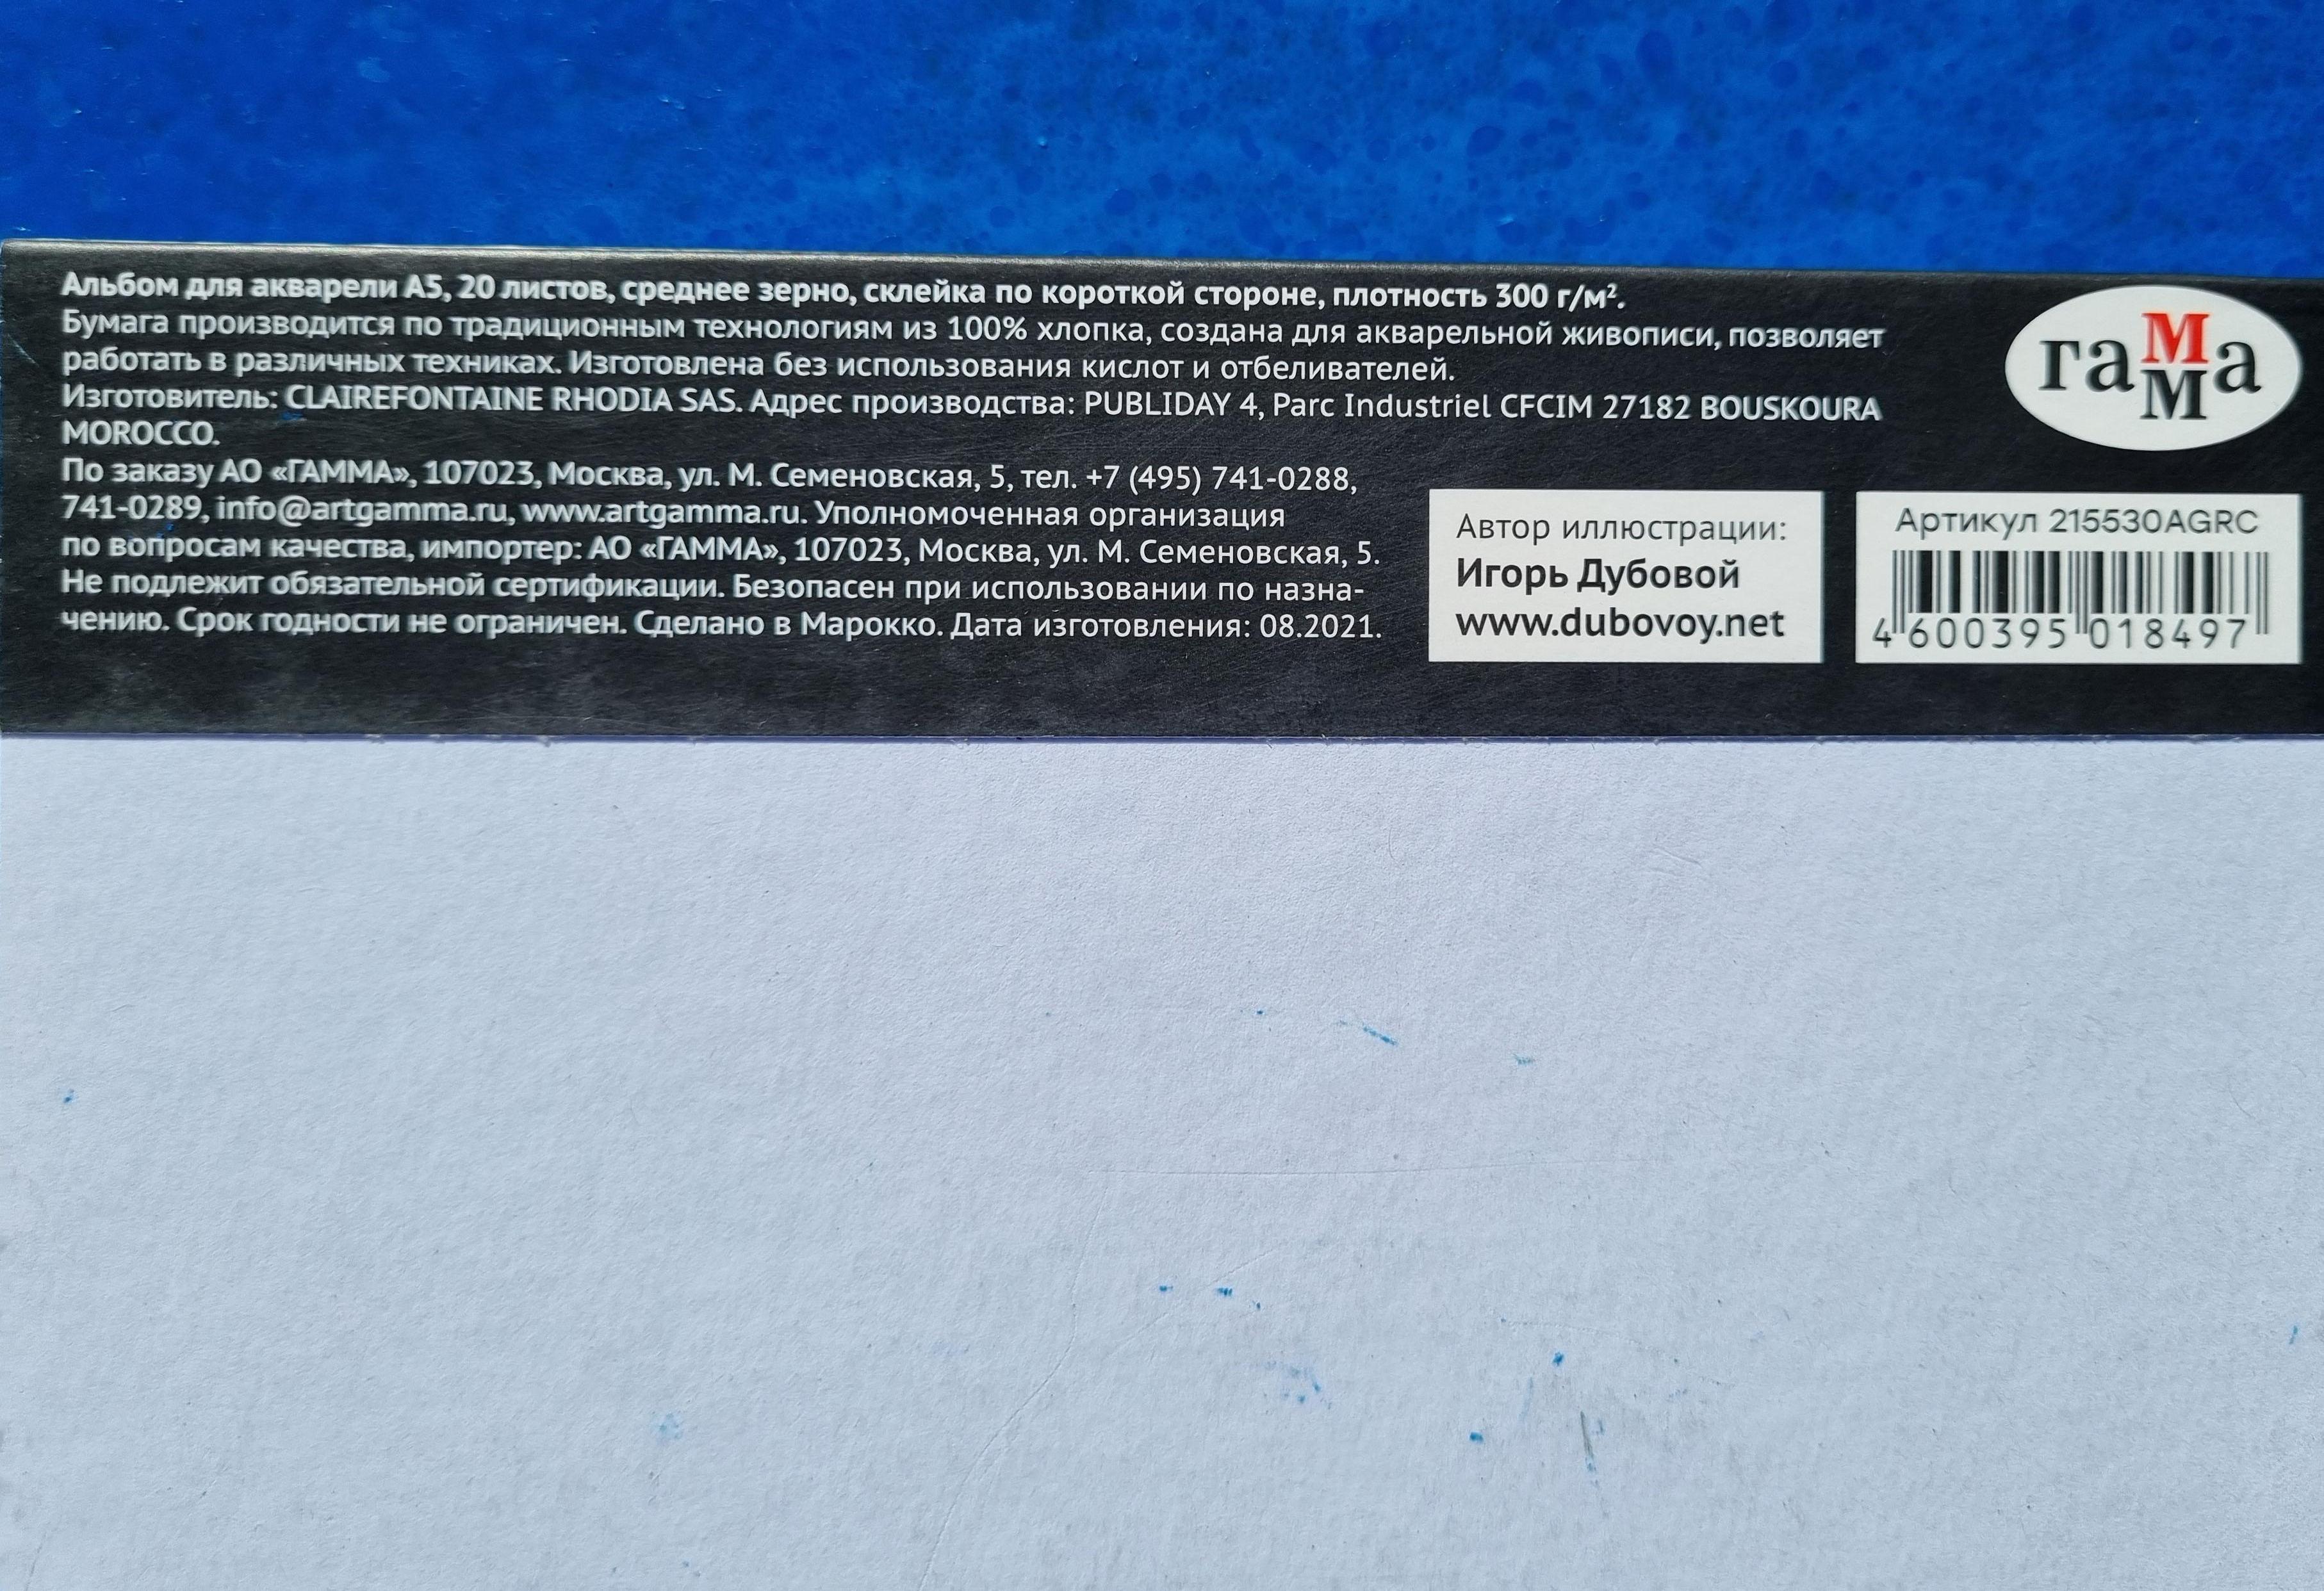 Альбом для акварели А5, 20 листов, среднее зерно, склейка по короткой стороне, плотность 300 г/м².
Бумага производится по традиционным технологиям из 100% хлопка, создана для акварельной живописи, позволяет
работать в различных техниках. Изготовлена без использования кислот и отбеливателей.
Изготовитель: CLAIREFONTAINE RHODIA SAS. Адрес производства: PUBLIDAY 4, Parc Industriel CFCIM 27182 BOUSKOURA
MOROCCO.
По заказу АО «ГАММА», 107023, Москва, ул. М. Семеновская, 5, тел. +7 (495) 741-0288,
741-0289, info@artgamma.ru, www.artgamma.ru. Уполномоченная организация
по вопросам качества, импортер: АО «ГАММА», 107023, Москва, ул. М. Семеновская, 5.
Не подлежит обязательной сертификации. Безопасен при использовании по назна-
чению. Срок годности не ограничен. Сделано в Марокко. Дата изготовления: 08.2021.
гамма
Автор иллюстрации:
Игорь Дубовой
www.dubovoy.net
Артикул 215530AGRC
4 600395 018497